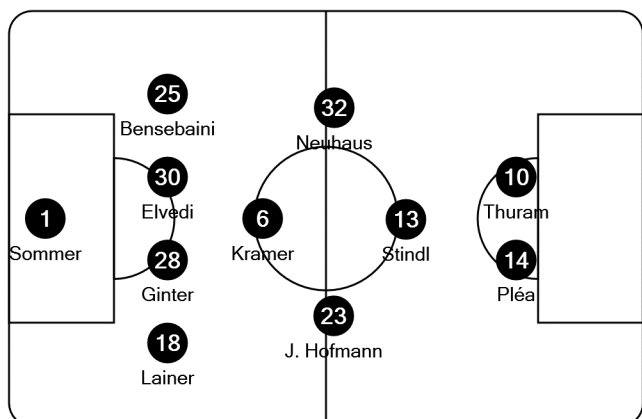 25
Bensebaini
32
Neuhaus
30
Elvedi
10
Thuram
1
Sommer
6
Kramer
13
Stindl
28
Ginter
14
Pléa
23
J. Hofmann
18
Lainer